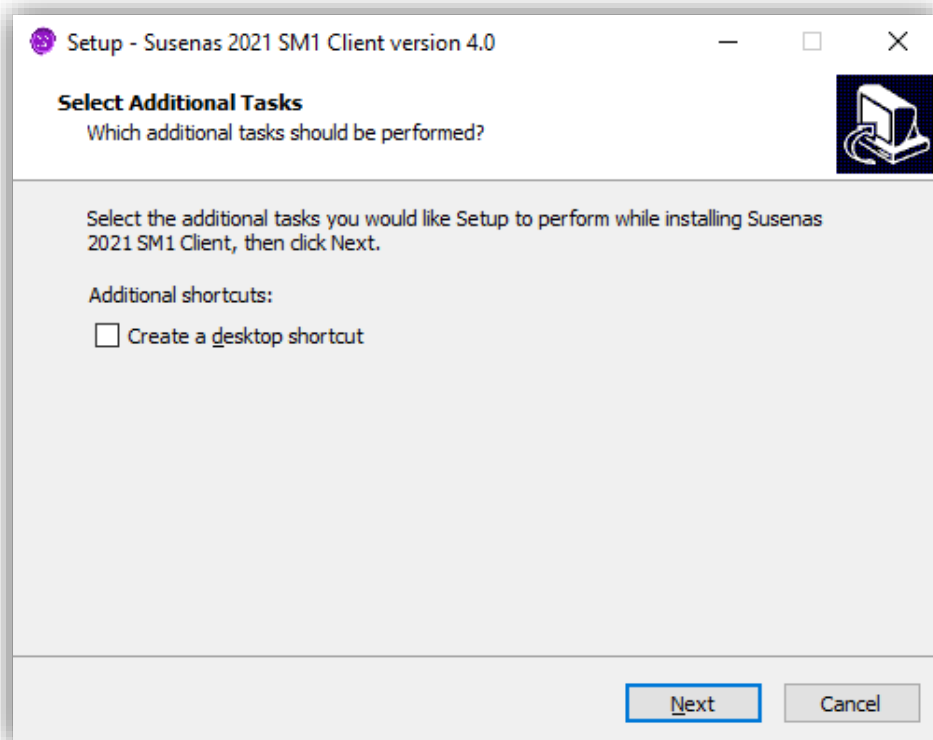 Setup - Susenas 2021 SM1 Client version 4.0
Select Additional Tasks
Which additional tasks should be performed?
Select the additional tasks you would like Setup to perform while installing Susenas
2021 SM1 Client, then click Next.
Additional shortcuts:
Create a desktop shortcut
Next
Cancel